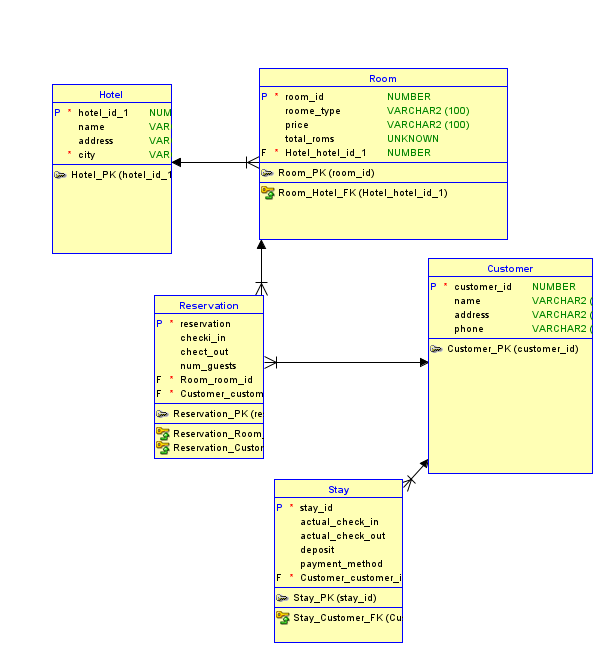 Hotel
P * hotel_id_1 NUM
name VAR
address VAR
* city VAR
Hotel_PK (hotel_id_1
Room
P * room_id NUMBER
roome_type VARCHAR2 (100)
price VARCHAR2 (100)
total_roms UNKNOWN
F * Hotel_hotel_id_1 NUMBER
Room_PK (room_id)
Room_Hotel_FK (Hotel_hotel_id_1)
Customer
P * customer_id NUMBER
name VARCHAR2 (
address VARCHAR2 (
phone VARCHAR2 (
Customer_PK (customer_id)
Reservation
P * reservation
checki_in
chect_out
num_guests
F * Room_room_id
F * Customer_custom
Reservation_PK (re
Reservation_Room_
Reservation_Custor
Stay
P * stay_id
actual_check_in
actual_check_out
deposit
payment_method
F * Customer_customer_i
Stay_PK (stay_id)
Stay_Customer_FK (Cu